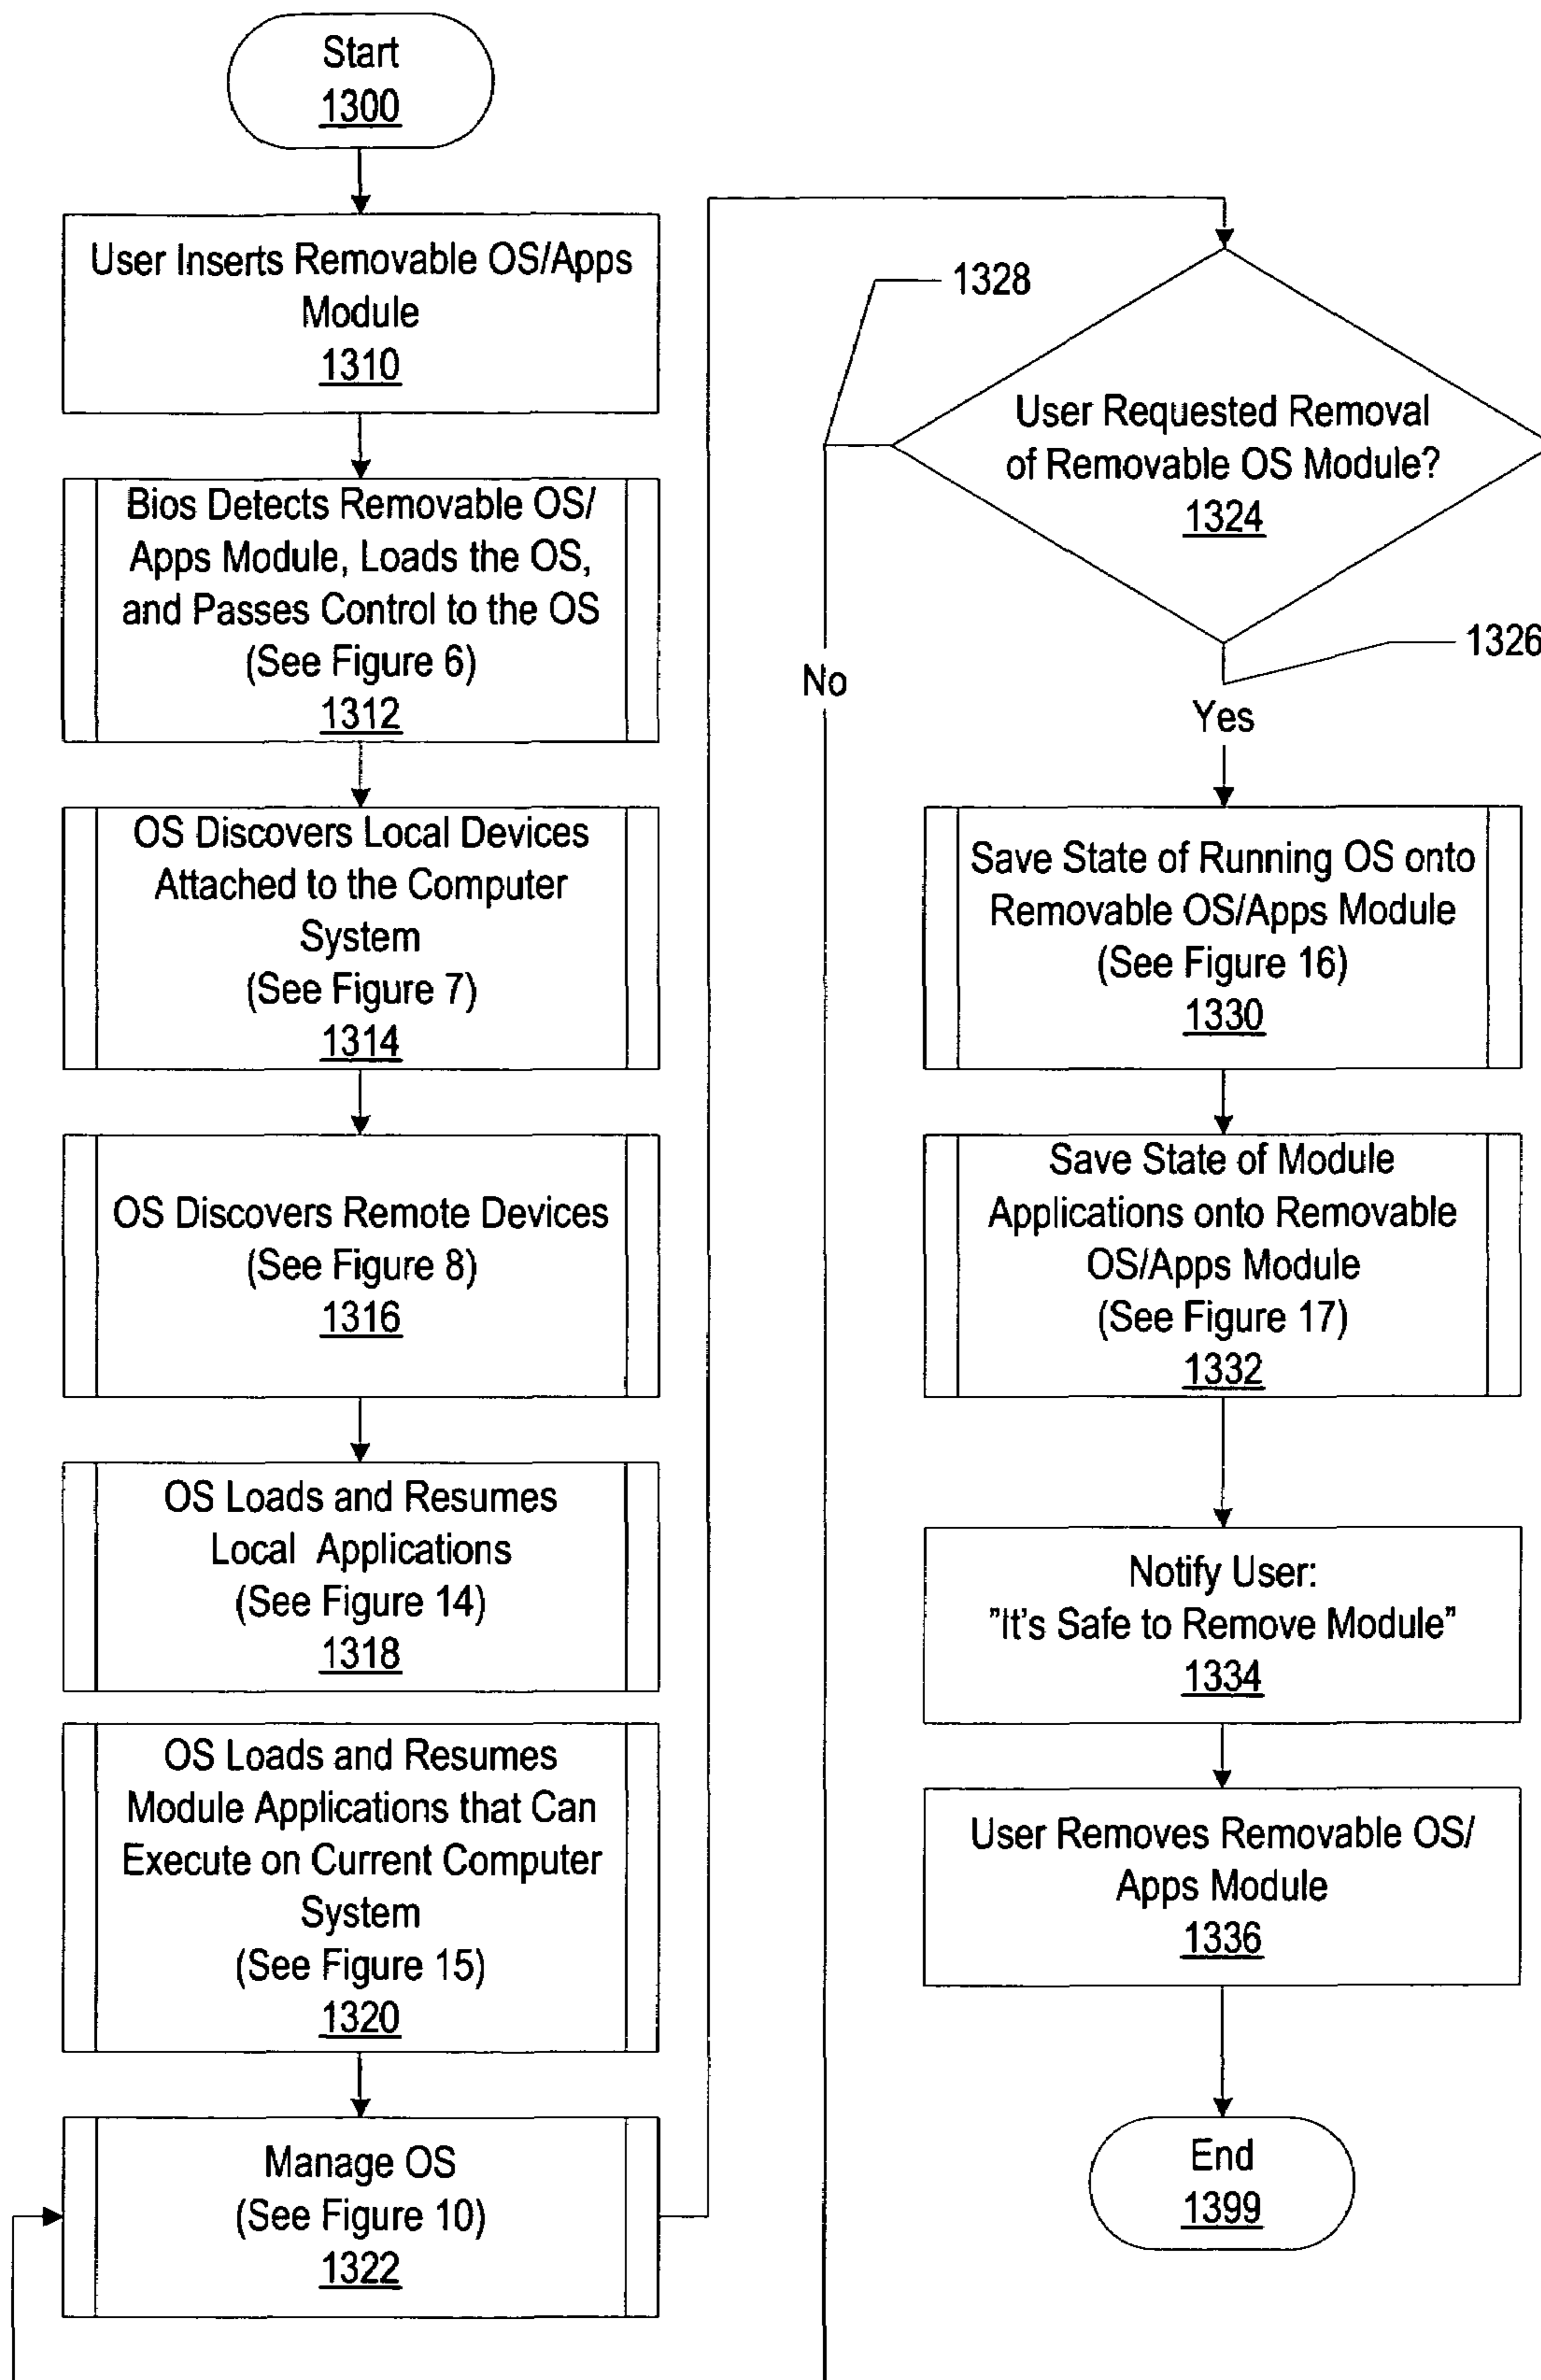 Start
1300
User Inserts Removable OS/Apps
Module
1310
Bios Detects Removable OS/
Apps Module, Loads the OS,
and Passes Control to the OS
(See Figure 6)
1312
OS Discovers Local Devices
Attached to the Computer
System
(See Figure 7)
1314
OS Discovers Remote Devices
(See Figure 8)
1316
OS Loads and Resumes
Local Applications
(See Figure 14)
1318
OS Loads and Resumes
Module Applications that Can
Execute on Current Computer
System
(See Figure 15)
1320
Manage OS
(See Figure 10)
1322
1328
User Requested Removal
of Removable OS Module?
1324
1326
No
Yes
Save State of Running OS onto
Removable OS/Apps Module
(See Figure 16)
1330
Save State of Module
Applications onto Removable
OS/Apps Module
(See Figure 17)
1332
Notify User:
"It's Safe to Remove Module"
1334
User Removes Removable OS/
Apps Module
1336
End
1399